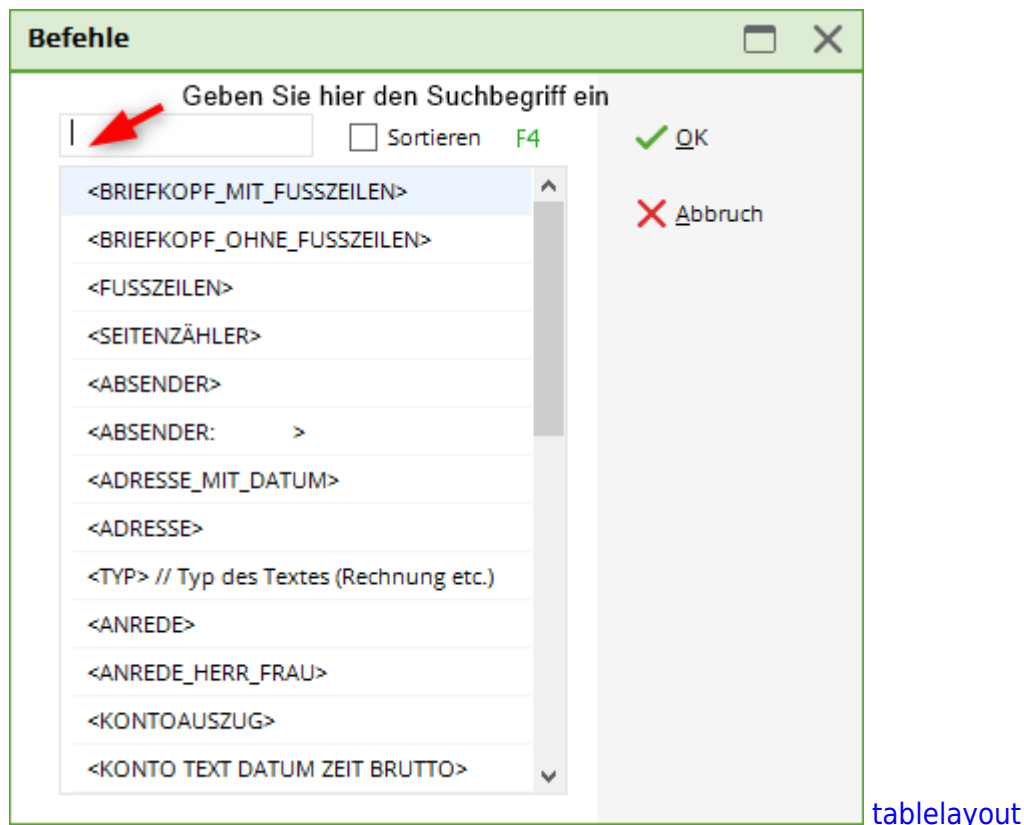 Befehle
Geben Sie hier den Suchbegriff ein
Sortieren F4
OK
<BRIEFKOPF_MIT_FUSSZEILEN>
Abbruch
<BRIEFKOPF_OHNE_FUSSZEILEN>
<FUSSZEILEN>
<SEITENZÄHLER>
<ABSENDER>
<ABSENDER:            >
<ADRESSE_MIT_DATUM>
<ADRESSE>
<TYP> // Typ des Textes (Rechnung etc.)
<ANREDE>
<ANREDE_HERR_FRAU>
<KONTOAUSZUG>
<KONTO TEXT DATUM ZEIT BRUTTO>
tablelayout